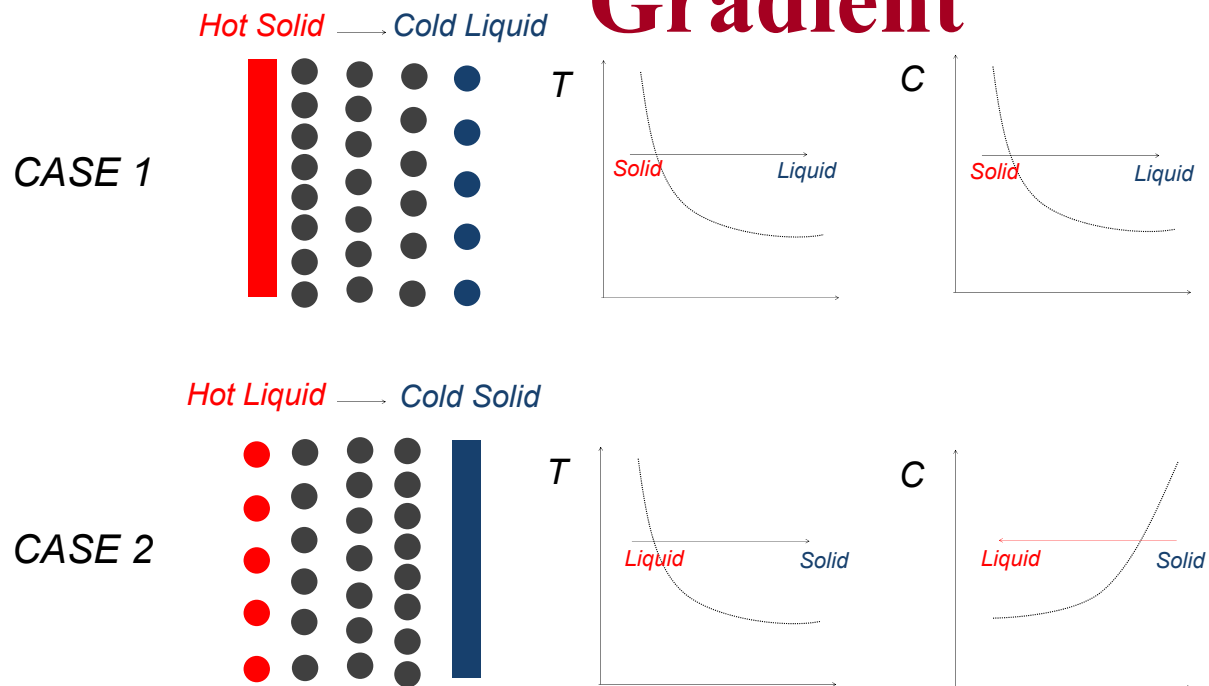 Gradient
Hot Solid → Cold Liquid
CASE 1
T
Solid
Liquid
C
Solid
Liquid
Hot Liquid → Cold Solid
CASE 2
T
Liquid
Solid
C
Liquid
Solid